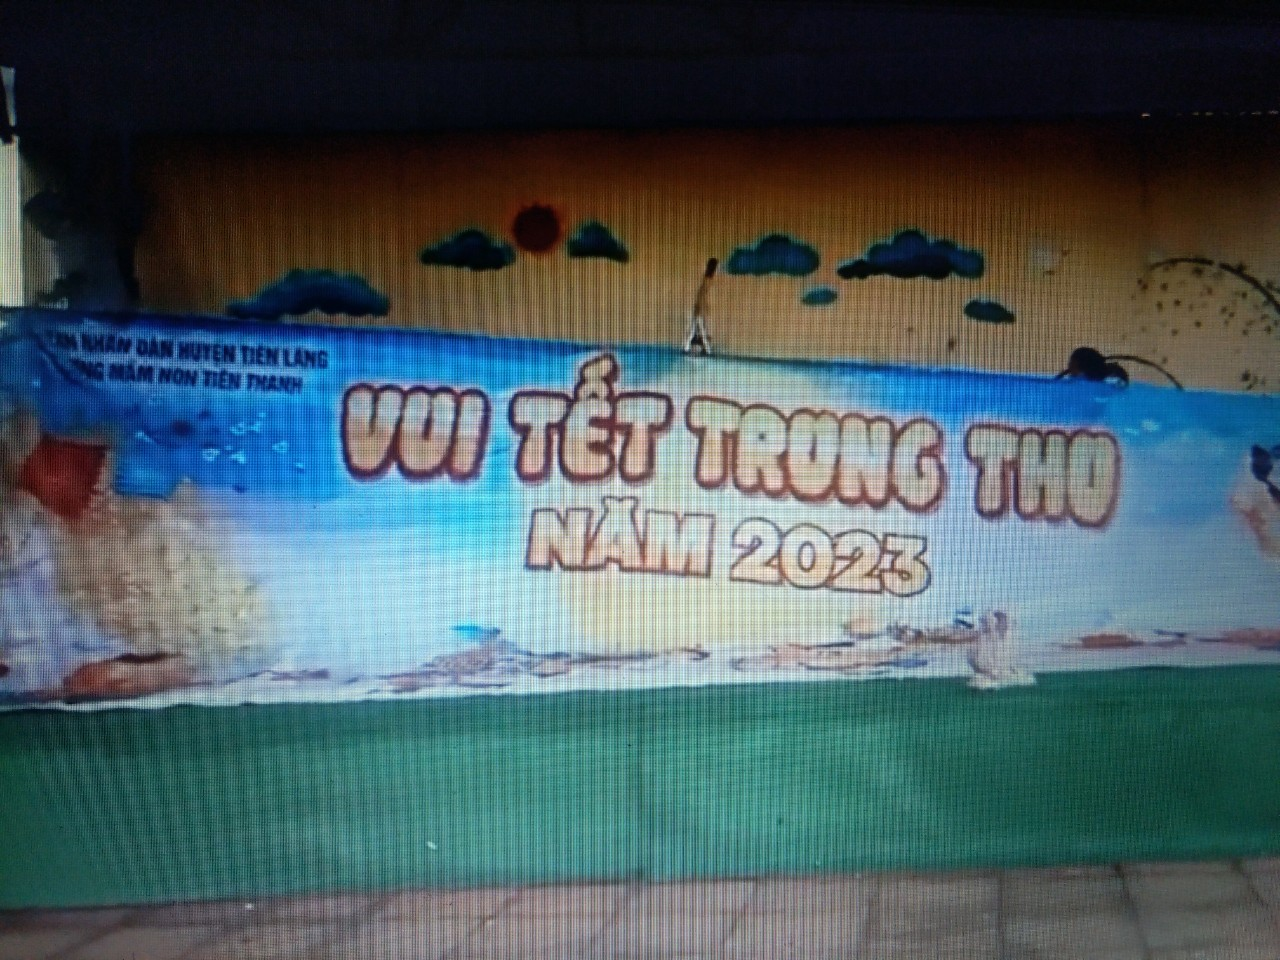 NHÂN DÂN HUYỆN TIÊN LÃNG
MẦM NON TIÊN THANH
VUI TẾT TRUNG THU
NĂM 2023